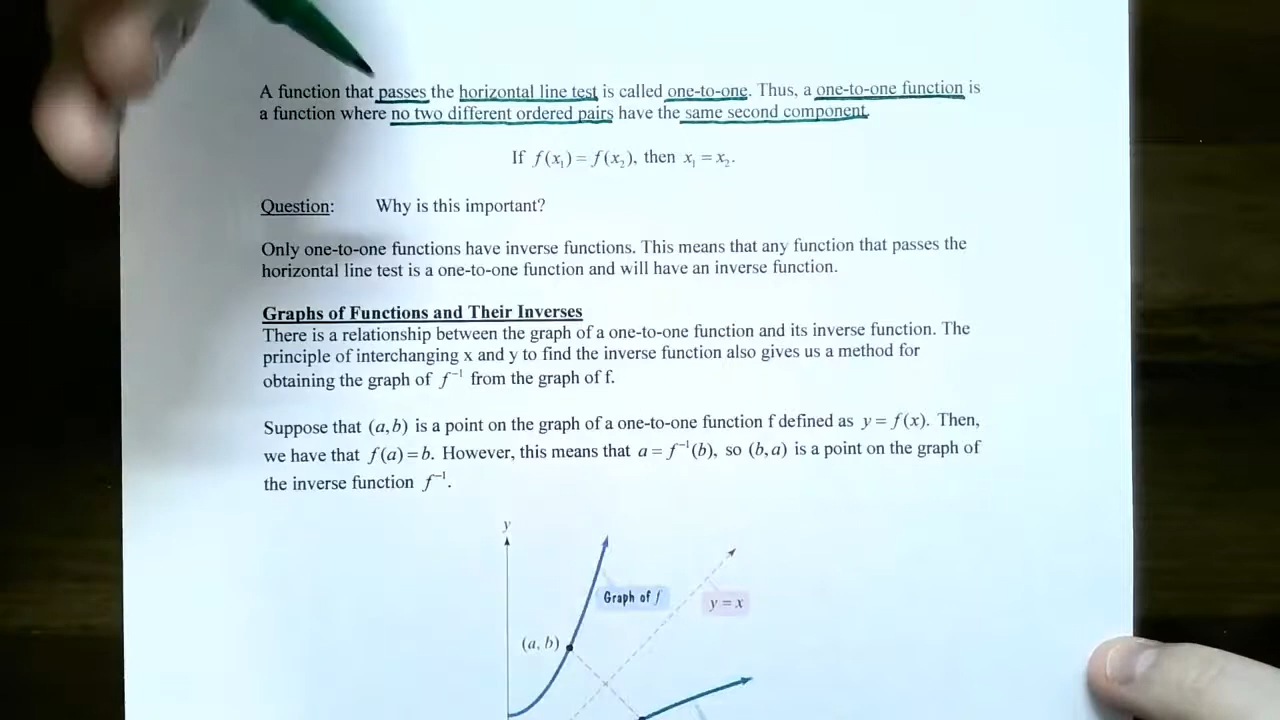 A function that passes the horizontal line test is called one-to-one. Thus, a one-to-one function is
a function where no two different ordered pairs have the same second component.
If f(x₁) = f(x₂), then x₁ = x₂.
Question: Why is this important?
Only one-to-one functions have inverse functions. This means that any function that passes the
horizontal line test is a one-to-one function and will have an inverse function.
Graphs of Functions and Their Inverses
There is a relationship between the graph of a one-to-one function and its inverse function. The
principle of interchanging x and y to find the inverse function also gives us a method for
obtaining the graph of f⁻¹ from the graph of f.
Suppose that (a,b) is a point on the graph of a one-to-one function f defined as y = f(x). Then,
we have that f(a) = b. However, this means that a = f⁻¹(b), so (b,a) is a point on the graph of
the inverse function f⁻¹.
y
Graph of f
y = x
(a, b)